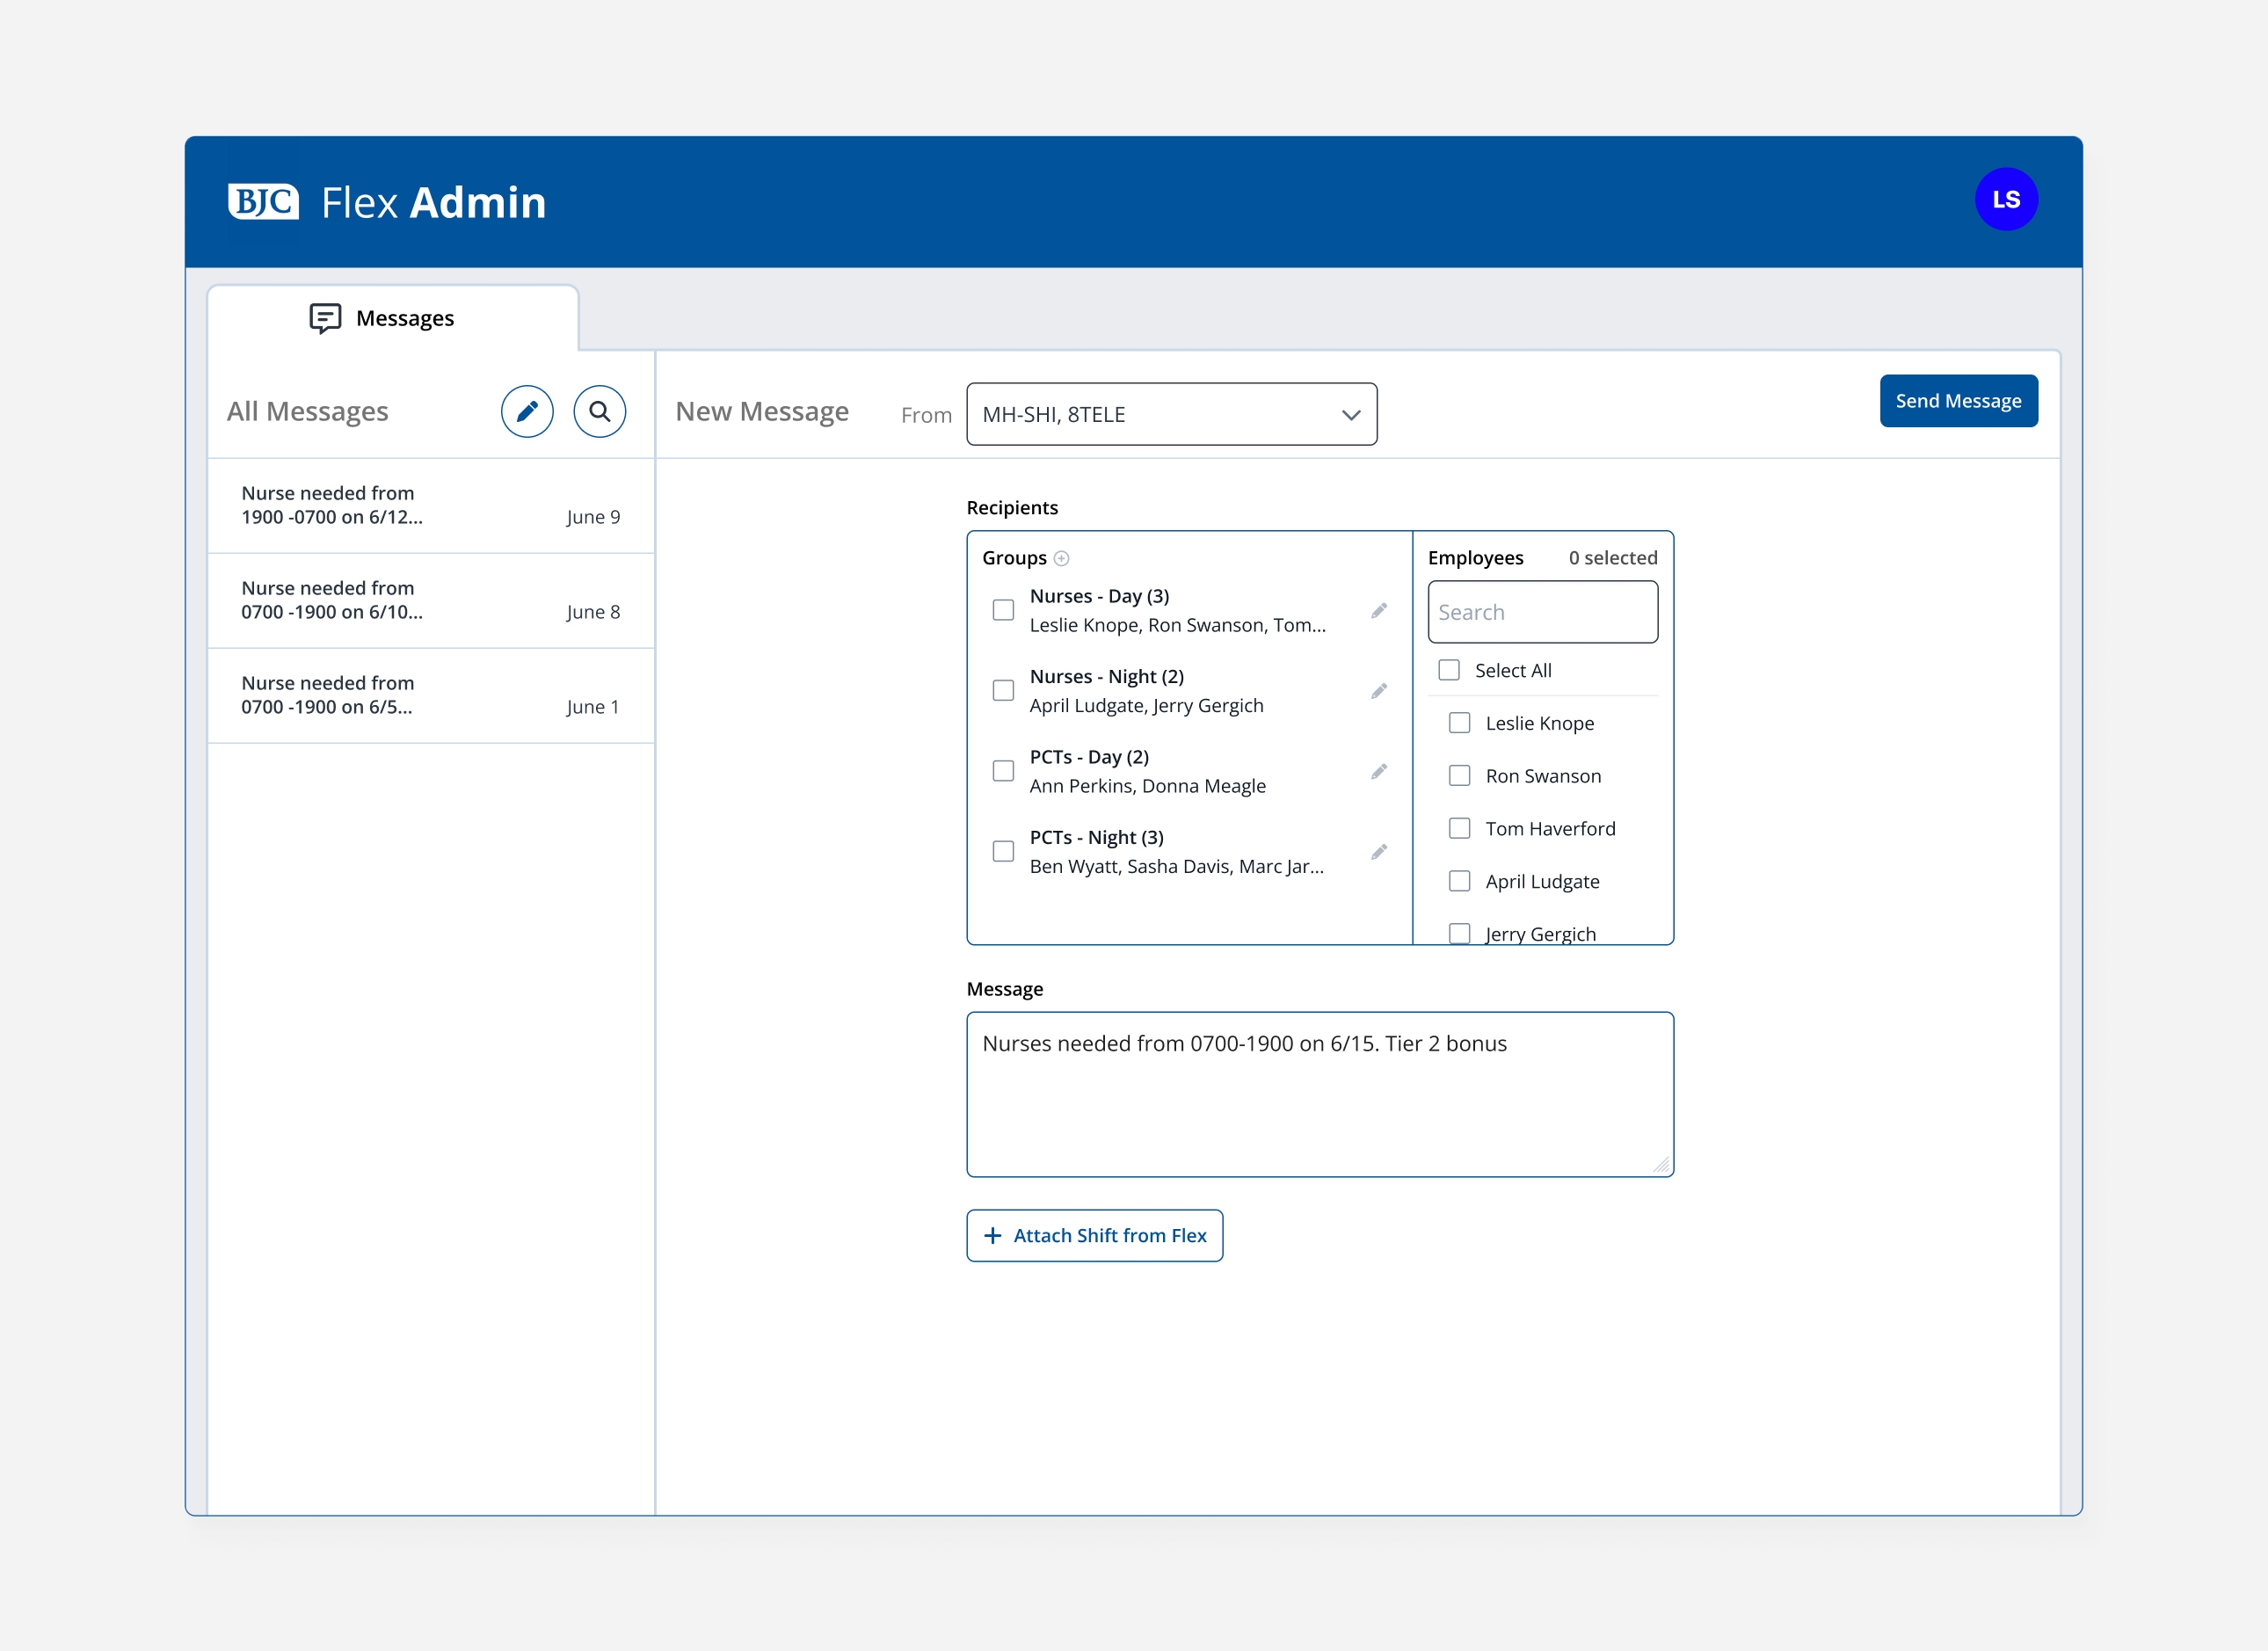 BJC Flex Admin
LS
Messages
All Messages
Nurse needed from
1900 -0700 on 6/12...
June 9
Nurse needed from
0700 -1900 on 6/10...
June 8
Nurse needed from
0700 -1900 on 6/5...
June 1
New Message
From
MH-SHI, 8TELE
Send Message
Recipients
Groups
Nurses - Day (3)
Leslie Knope, Ron Swanson, Tom...
Nurses - Night (2)
April Ludgate, Jerry Gergich
PCTs - Day (2)
Ann Perkins, Donna Meagle
PCTs - Night (3)
Ben Wyatt, Sasha Davis, Marc Jar...
Employees
0 selected
Search
Select All
Leslie Knope
Ron Swanson
Tom Haverford
April Ludgate
Jerry Gergich
Message
Nurses needed from 0700-1900 on 6/15. Tier 2 bonus
Attach Shift from Flex